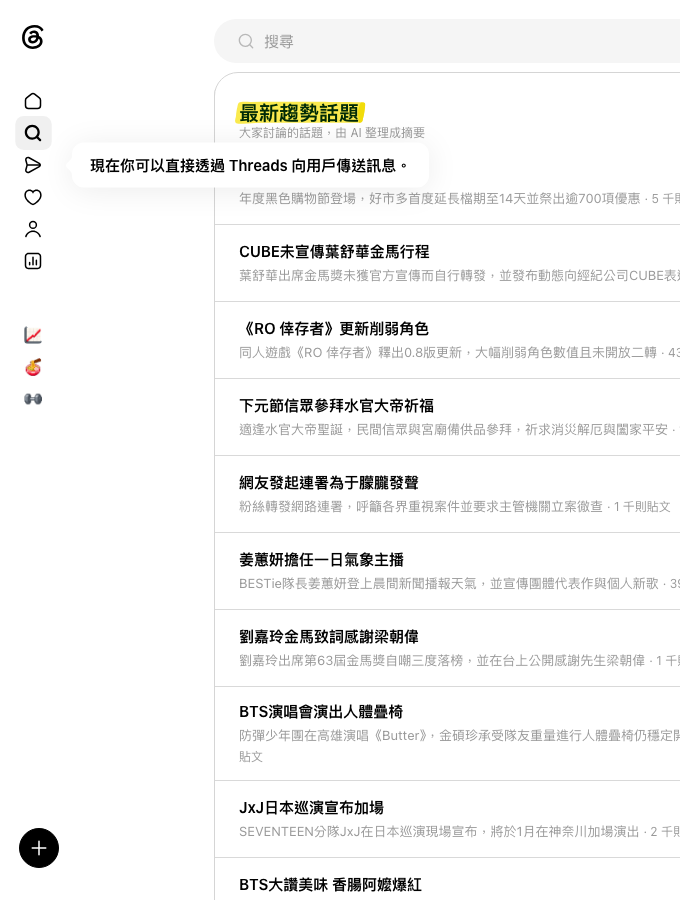 搜尋
最新趨勢話題
大家討論的話題，由 AI 整理成摘要
現在你可以直接透過 Threads 向用戶傳送訊息。
年度黑色購物節登場，好市多首度延長檔期至14天並祭出逾700項優惠 · 5 千則
CUBE未宣傳葉舒華金馬行程
葉舒華出席金馬獎未獲官方宣傳而自行轉發，並發布動態向經紀公司CUBE表
《RO 倖存者》更新削弱角色
同人遊戲《RO 倖存者》釋出0.8版更新，大幅削弱角色數值且未開放二轉 · 43
下元節信眾參拜水官大帝祈福
適逢水官大帝聖誕，民間信眾與宮廟備供品參拜，祈求消災解厄與闔家平安 ·
網友發起連署為于朦朧發聲
粉絲轉發網路連署，呼籲各界重視案件並要求主管機關立案徹查 · 1 千則貼文
姜蕙妍擔任一日氣象主播
BESTie隊長姜蕙妍登上晨間新聞播報天氣，並宣傳團體代表作與個人新歌 · 39
劉嘉玲金馬致詞感謝梁朝偉
劉嘉玲出席第63屆金馬獎自嘲三度落榜，並在台上公開感謝先生梁朝偉 · 1 千
BTS演唱會演出人體疊椅
防彈少年團在高雄演唱《Butter》，金碩珍承受隊友重量進行人體疊椅仍穩定
貼文
JxJ日本巡演宣布加場
SEVENTEEN分隊JxJ在日本巡演現場宣布，將於1月在神奈川加場演出 · 2 千
BTS大讚美味 香腸阿嬤爆紅